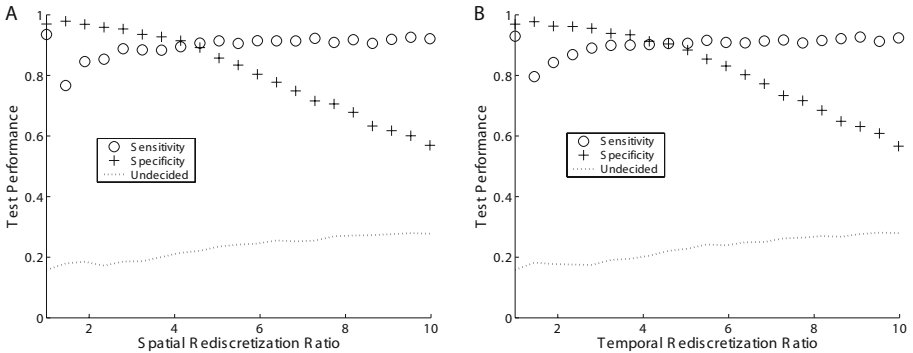 A
Test Performance
1
0.8
0.6
0.4
0.2
0
Sensitivity
Specificity
Undecided
2
4
6
8
10
Spatial Rediscretization Ratio
B
Test Performance
1
0.8
0.6
0.4
0.2
0
Sensitivity
Specificity
Undecided
2
4
6
8
10
Temporal Rediscretization Ratio